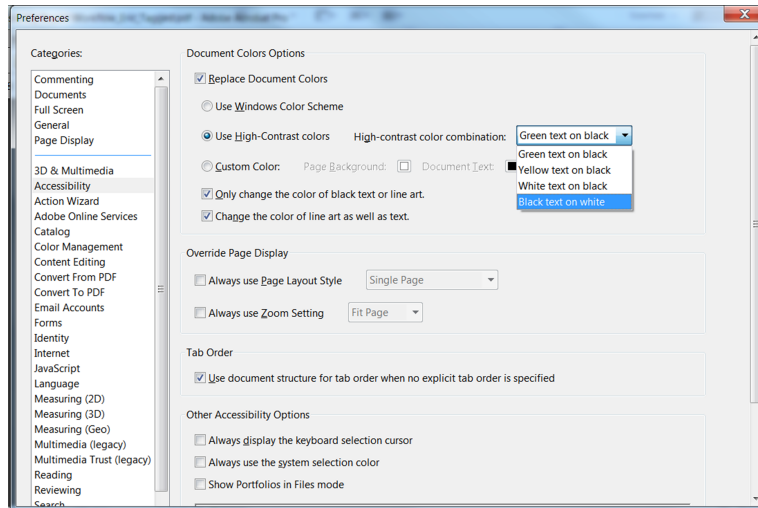 Preferences
Categories:
Commenting
Documents
Full Screen
General
Page Display
3D & Multimedia
Accessibility
Action Wizard
Adobe Online Services
Catalog
Color Management
Content Editing
Convert From PDF
Convert To PDF
Email Accounts
Forms
Identity
Internet
JavaScript
Language
Measuring (2D)
Measuring (3D)
Measuring (Geo)
Multimedia (legacy)
Multimedia Trust (legacy)
Reading
Reviewing
Search
Document Colors Options
Replace Document Colors
Use Windows Color Scheme
Use High-Contrast colors High-contrast color combination: Green text on black
Green text on black
Yellow text on black
White text on black
Black text on white
Custom Color: Page Background: Document Text:
Only change the color of black text or line art.
Change the color of line art as well as text.
Override Page Display
Always use Page Layout Style Single Page
Always use Zoom Setting Fit Page
Tab Order
Use document structure for tab order when no explicit tab order is specified
Other Accessibility Options
Always display the keyboard selection cursor
Always use the system selection color
Show Portfolios in Files mode